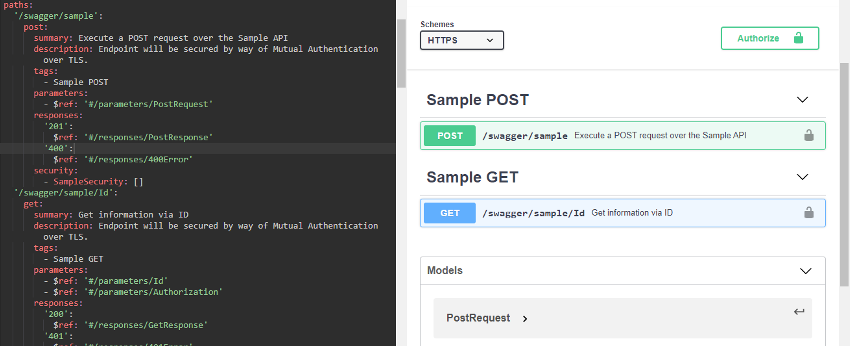 paths:
'/swagger/sample':
post:
summary: Execute a POST request over the Sample API
description: Endpoint will be secured by way of Mutual Authentication
over TLS.
tags:
- Sample POST
parameters:
- $ref: '#/parameters/PostRequest'
responses:
'201':
$ref: '#/responses/PostResponse'
'400':
$ref: '#/responses/400Error'
security:
- SampleSecurity: []
'/swagger/sample/Id':
get:
summary: Get information via ID
description: Endpoint will be secured by way of Mutual Authentication
over TLS.
tags:
- Sample GET
parameters:
- $ref: '#/parameters/Id'
- $ref: '#/parameters/Authorization'
responses:
'200':
$ref: '#/responses/GetResponse'
'401':
Schemes
HTTPS
Authorize
Sample POST
POST /swagger/sample Execute a POST request over the Sample API
Sample GET
GET /swagger/sample/Id Get information via ID
Models
PostRequest